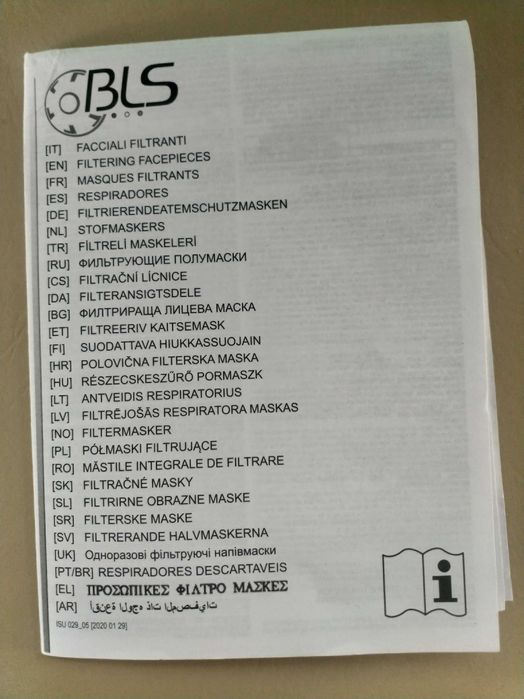 BLS
[IT] FACCIALI FILTRANTI
[EN] FILTERING FACEPIECES
[FR] MASQUES FILTRANTS
[ES] RESPIRADORES
[DE] FILTRIERENDEATEMSCHUTZMASKEN
[NL] STOFMASKERS
[TR] FİLTRELİ MASKELERİ
[RU] ФИЛЬТРУЮЩИЕ ПОЛУМАСКИ
[CS] FILTRAČNÍ LÍCNICE
[DA] FILTERANSIGTSDELE
[BG] ФИЛТРИРАЩА ЛИЦЕВА МАСКА
[ET] FILTREERIV KAITSEMASK
[FI] SUODATTAVA HIUKKASSUOJAIN
[HR] POLOVIČNA FILTERSKA MASKA
[HU] RÉSZECSKESZŰRŐ PORMASZK
[LT] ANTVEIDIS RESPIRATORIUS
[LV] FILTRĒJOŠĀS RESPIRATORA MASKAS
[NO] FILTERMASKER
[PL] PÓŁMASKI FILTRUJĄCE
[RO] MĂSTILE INTEGRALE DE FILTRARE
[SK] FILTRAČNÉ MASKY
[SL] FILTRIRNE OBRAZNE MASKE
[SR] FILTERSKE MASKE
[SV] FILTRERANDE HALVMASKERNA
[UK] Одноразові фільтруючі напівмаски
[PT/BR] RESPIRADORES DESCARTAVEIS
[EL] ΠΡΟΣΩΠΙΚΕΣ ΦΙΛΤΡΟ ΜΑΣΚΕΣ
[AR] أقنعة الوجه ذات المصفيات
ISU 029_05 [2020 01 29]
i